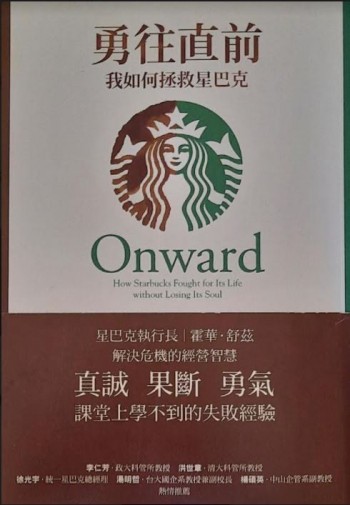 勇往直前
我如何拯救星巴克
Onward
How Starbucks Fought for Its Life
without Losing Its Soul
星巴克執行長│霍華·舒茲
解決危機的經營智慧
真誠 果斷 勇氣
課堂上學不到的失敗經驗
李仁芳·政大科管所教授 洪世章·清大科管所教授
徐光宇·統一星巴克總經理 湯明哲·台大國企系教授兼副校長 楊碩英·中山企管系副教授
熱情推薦